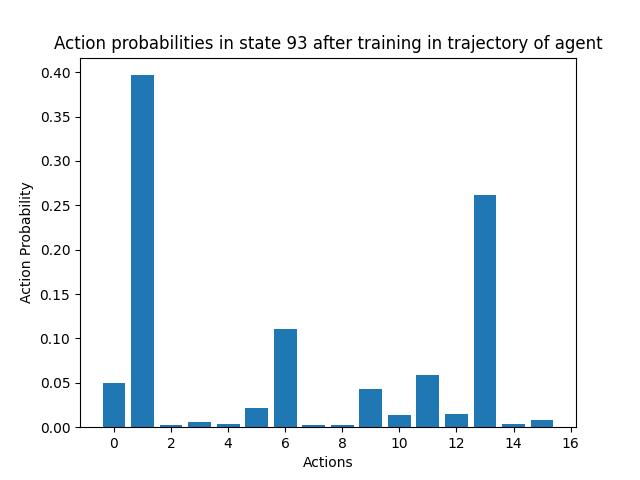 Action probabilities in state 93 after training in trajectory of agent
0.40
0.35
0.30
0.25
0.20
0.15
0.10
0.05
0.00
Action Probability
0 2 4 6 8 10 12 14 16
Actions